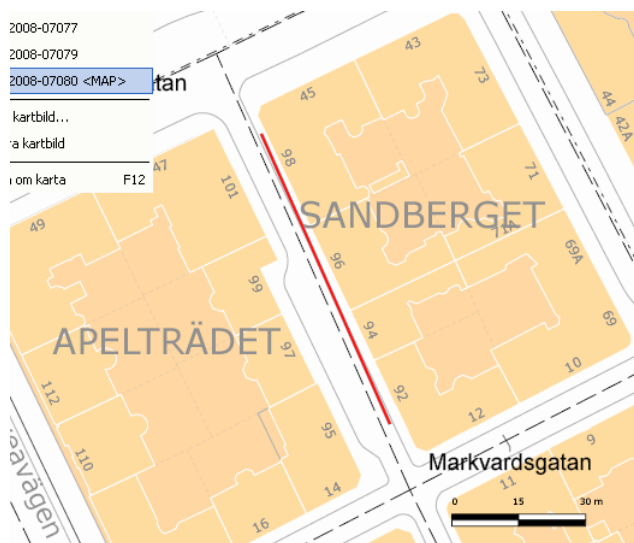 2008-07077
2008-07079
2008-07080 <MAP>
kartbild...
ra kartbild
om karta F12
tan
43
45
73
44
42A
98
47
101
71
49
SANDBERGET
71A
69A
96
99
94
69
APELTRÄDET
97
10
112
92
12
95
9
110
Markvardsgatan
14
11
16
eavägen
0 15 30 m